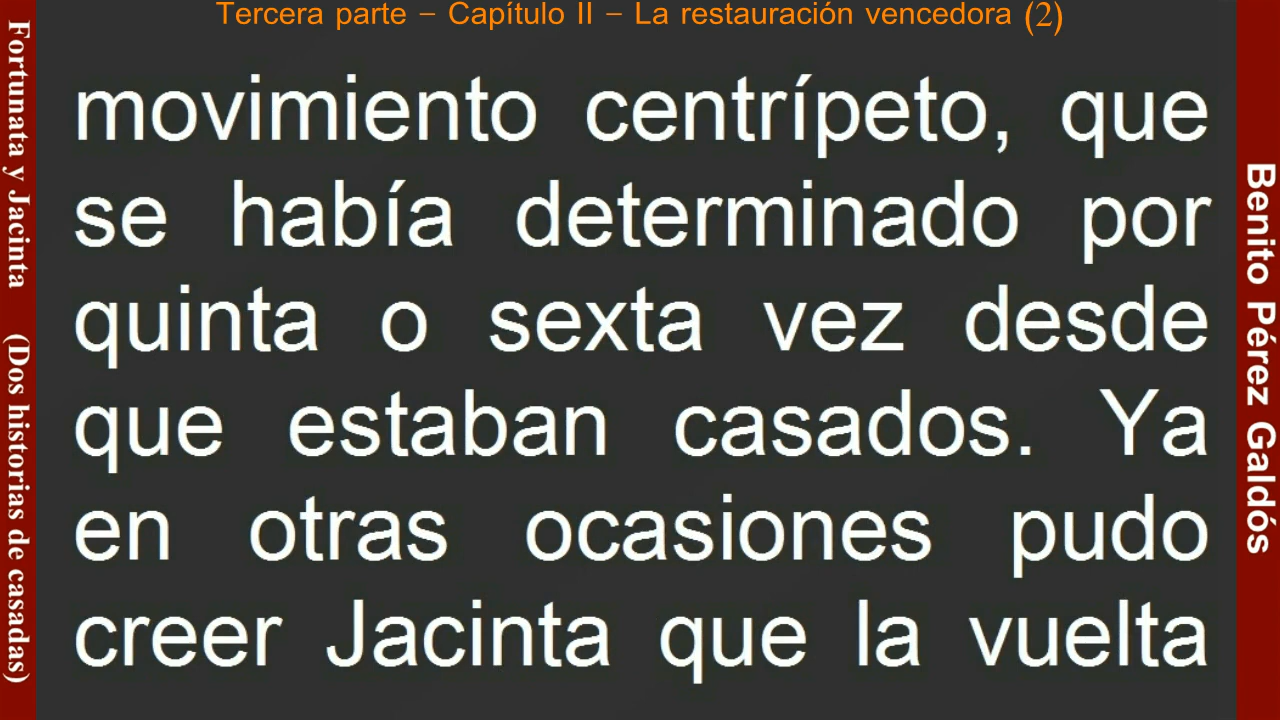 Tercera parte – Capítulo II – La restauración vencedora (2)
Fortunata y Jacinta (Dos historias de casadas)
movimiento centrípeto, que
se había determinado por
quinta o sexta vez desde
que estaban casados. Ya
en otras ocasiones pudo
creer Jacinta que la vuelta
Benito Pérez Galdós